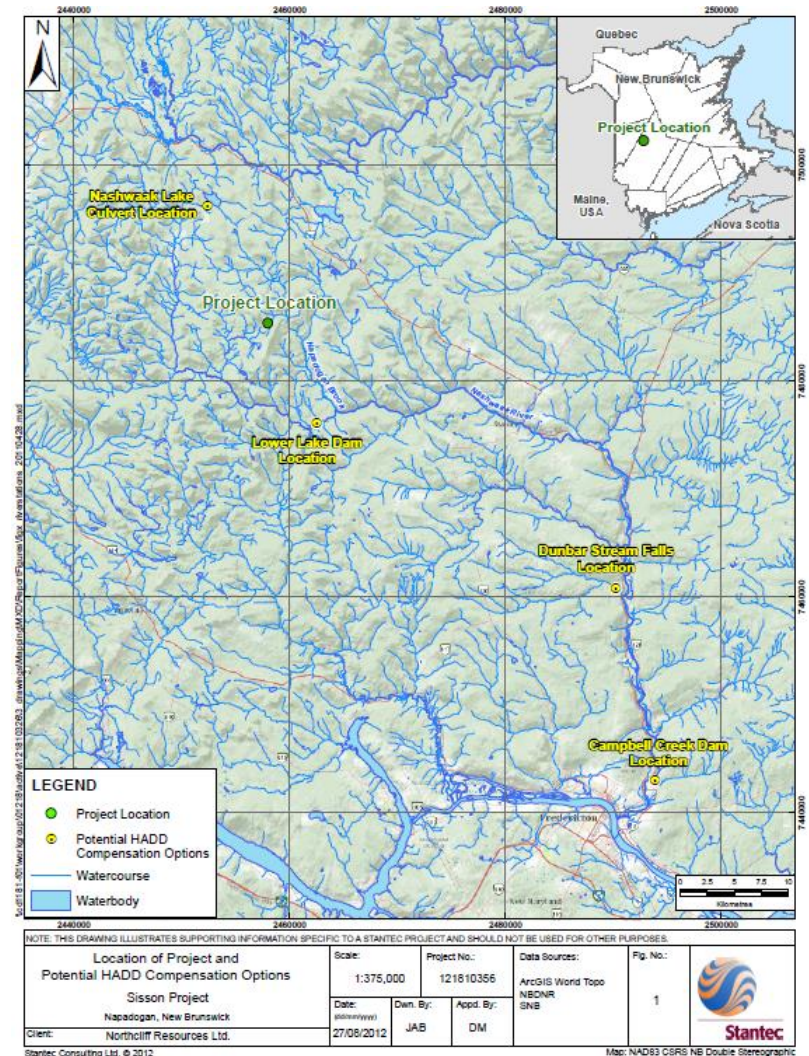 2440000
2460000
2480000
2500000
N
Quebec
New Brunswick
Project Location
Maine,
USA
Nova Scotia
7500000
Nashwaak Lake
Culvert Location
Project Location
Napadogan Brook
7480000
Nashwaak River
Lower Lake Dam
Location
Dunbar Stream Falls
Location
7460000
Campbell Creek Dam
Location
Fredericton
7440000
New Maryland
LEGEND
Project Location
Potential HADD
Compensation Options
Watercourse
Waterbody
0 2.5 5 7.5 10
Kilometres
2440000
2460000
2480000
2500000
NOTE: THIS DRAWING ILLUSTRATES SUPPORTING INFORMATION SPECIFIC TO A STANTEC PROJECT AND SHOULD NOT BE USED FOR OTHER PURPOSES.
Location of Project and
Potential HADD Compensation Options
Sisson Project
Napadogan, New Brunswick
Client: Northcliff Resources Ltd.
Scale:
1:375,000
Project No.:
121810356
Date:
(dd/mm/yyyy)
27/08/2012
Dwn. By:
JAB
Appd. By:
DM
Data Sources:
ArcGIS World Topo
NBDNR
SNB
Fig. No.:
1
Stantec
Stantec Consulting Ltd. © 2012
Map: NAD83 CSRS NB Double Stereographic